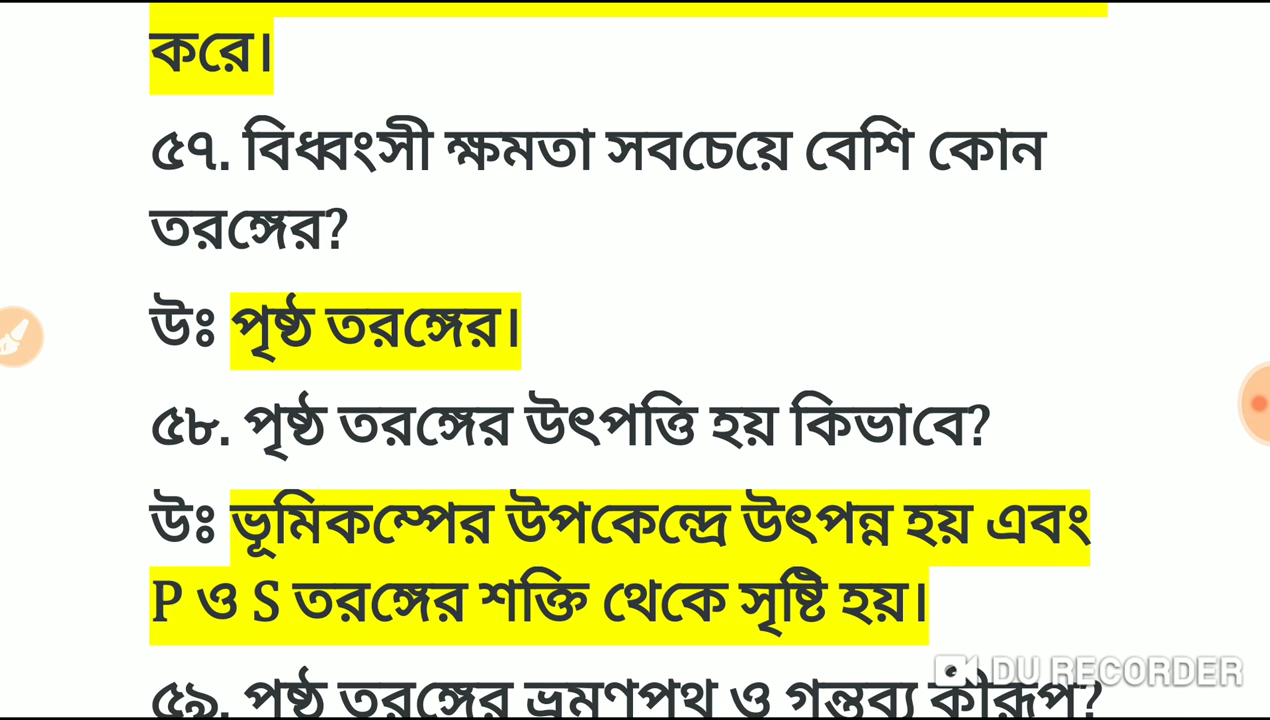 করে।
৫৭. বিধ্বংসী ক্ষমতা সবচেয়ে বেশি কোন
তরঙ্গের?
উঃ পৃষ্ঠ তরঙ্গের।
৫৮. পৃষ্ঠ তরঙ্গের উৎপত্তি হয় কিভাবে?
উঃ ভূমিকম্পের উপকেন্দ্রে উৎপন্ন হয় এবং
P ও S তরঙ্গের শক্তি থেকে সৃষ্টি হয়।
DU RECORDER
৫৯. পৃষ্ঠ তরঙ্গের ভ্রমণপথ ও গন্তব্য কীরূপ?